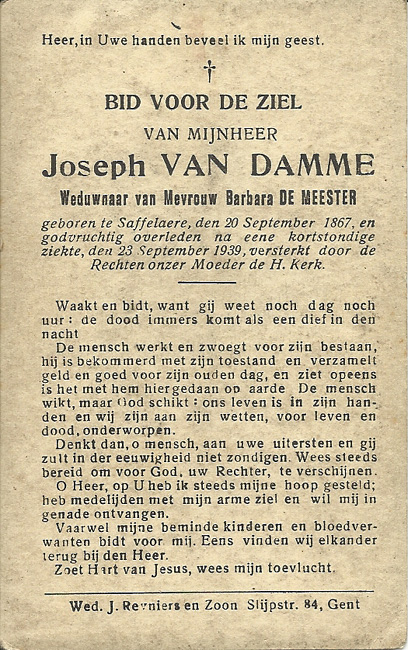 Heer, in Uwe handen beveel ik mijn geest.
BID VOOR DE ZIEL
VAN MIJNHEER
Joseph VAN DAMME
Weduwnaar van Mevrouw Barbara DE MEESTER
geboren te Saffelaere, den 20 September 1867, en
godvruchtig overleden na eene kortstondige
ziekte, den 23 September 1939, versterkt door de
Rechten onzer Moeder de H. Kerk.
Waakt en bidt, want gij weet noch dag noch
uur: de dood immers komt als een dief in den
nacht
De mensch werkt en zwoegt voor zijn bestaan,
hij is bekommerd met zijn toestand en verzamelt
geld en goed voor zijn ouden dag, en ziet opeens
is het met hem hiergedaan op aarde De mensch
wikt, maar God schikt: ons leven is in zijn han-
den en wij zijn aan zijn wetten, voor leven en
dood, onderworpen.
Denkt dan, o mensch, aan uwe uitersten en gij
zult in der eeuwigheid niet zondigen. Wees steeds
bereid om voor God, uw Rechter, te verschijnen.
O Heer, op U heb ik steeds mijne hoop gesteld;
heb medelijden met mijn arme ziel en wil mij in
genade ontvangen.
Vaarwel mijne beminde kinderen en bloedver-
wanten bidt voor mij. Eens vinden wij elkander
terug bij den Heer.
Zoet Hart van Jesus, wees mijn toevlucht.
Wed. J. Reyniers en Zoon Slijpstr. 84, Gent